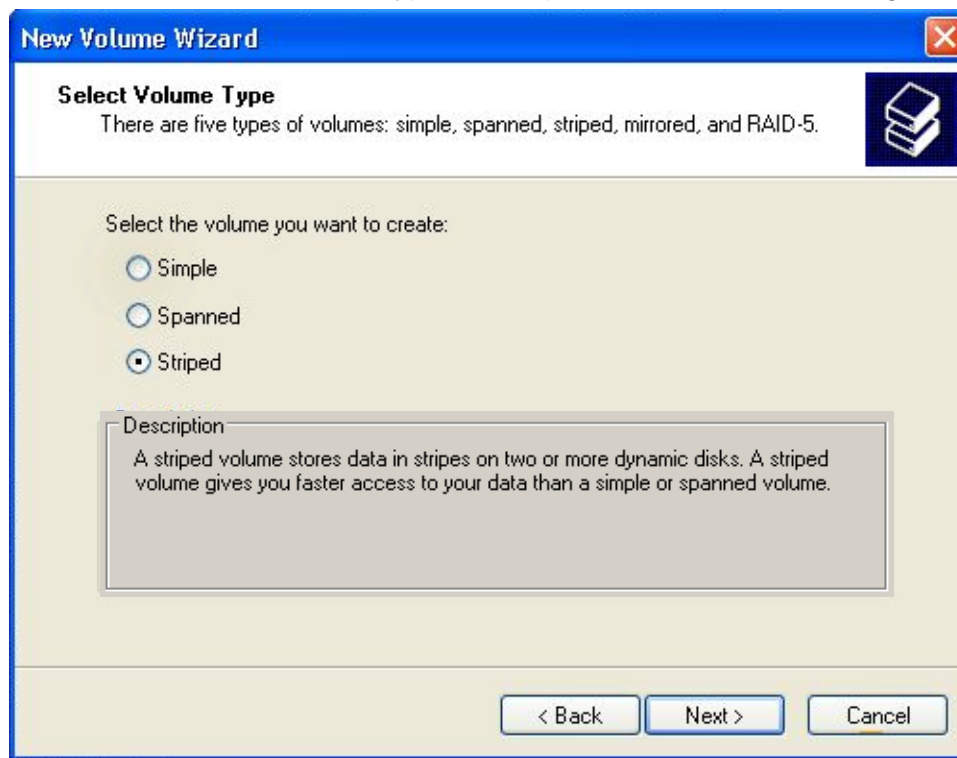 New Volume Wizard
Select Volume Type
There are five types of volumes: simple, spanned, striped, mirrored, and RAID-5.
Select the volume you want to create:
Simple
Spanned
Striped
Description
A striped volume stores data in stripes on two or more dynamic disks. A striped
volume gives you faster access to your data than a simple or spanned volume.
< Back Next > Cancel